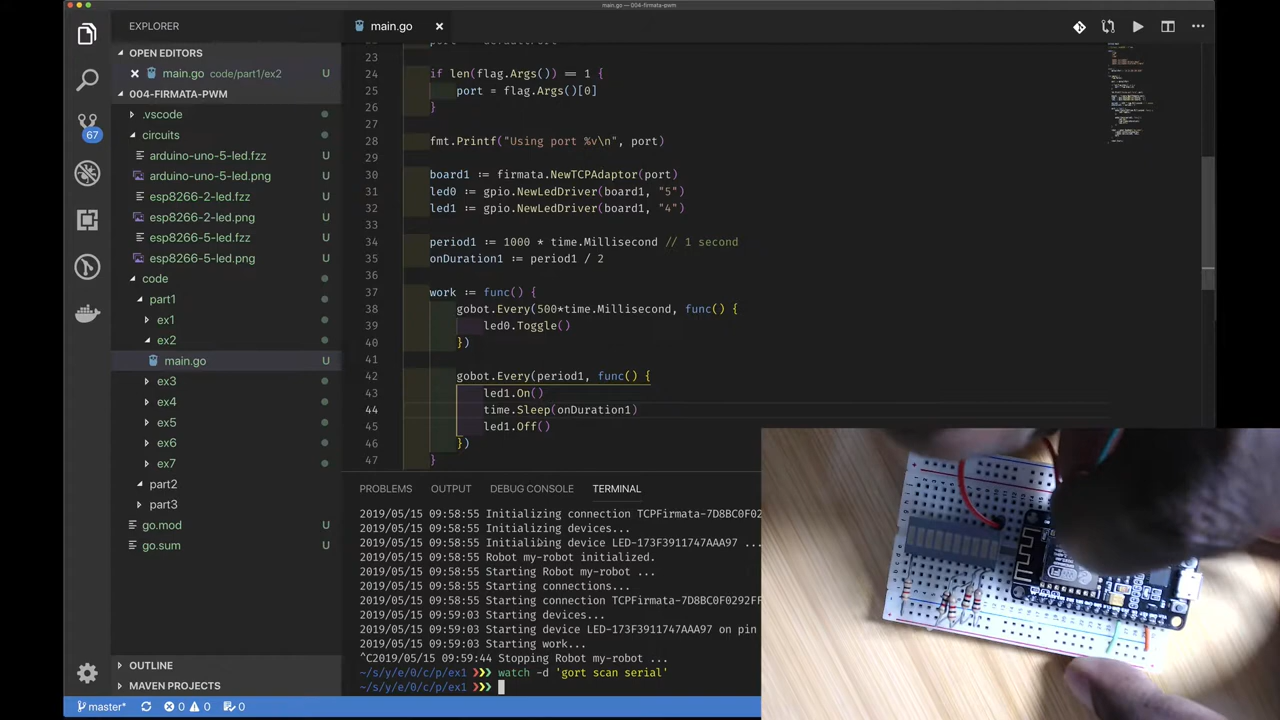 main.go — 004-firmata-pwm
EXPLORER
main.go
OPEN EDITORS
main.go code/part1/ex2 U
004-FIRMATA-PWM
.vscode
67
circuits
arduino-uno-5-led.fzz U
arduino-uno-5-led.png U
esp8266-2-led.fzz U
esp8266-2-led.png U
esp8266-5-led.fzz U
esp8266-5-led.png U
code
part1
ex1
ex2
main.go U
ex3
ex4
ex5
ex6
ex7
part2
part3
go.mod U
go.sum U
OUTLINE
MAVEN PROJECTS
23
24 if len(flag.Args()) == 1 {
25 port = flag.Args()[0]
26 }
27
28 fmt.Printf("Using port %v\n", port)
29
30 board1 := firmata.NewTCPAdaptor(port)
31 led0 := gpio.NewLedDriver(board1, "5")
32 led1 := gpio.NewLedDriver(board1, "4")
33
34 period1 := 1000 * time.Millisecond // 1 second
35 onDuration1 := period1 / 2
36
37 work := func() {
38 gobot.Every(500*time.Millisecond, func() {
39 led0.Toggle()
40 })
41
42 gobot.Every(period1, func() {
43 led1.On()
44 time.Sleep(onDuration1)
45 led1.Off()
46 })
47 }
PROBLEMS OUTPUT DEBUG CONSOLE TERMINAL
2019/05/15 09:58:55 Initializing connection TCPFirmata-7D8BC0F02
2019/05/15 09:58:55 Initializing devices...
2019/05/15 09:58:55 Initializing device LED-173F3911747AAA97 ...
2019/05/15 09:58:55 Robot my-robot initialized.
2019/05/15 09:58:55 Starting Robot my-robot ...
2019/05/15 09:58:55 Starting connections...
2019/05/15 09:58:55 Starting connection TCPFirmata-7D8BC0F0292FF
2019/05/15 09:59:03 Starting devices...
2019/05/15 09:59:03 Starting device LED-173F3911747AAA97 on pin
2019/05/15 09:59:03 Starting work...
^C2019/05/15 09:59:44 Stopping Robot my-robot ...
~/s/y/e/0/c/p/ex1 ❯❯❯ watch -d 'gort scan serial'
~/s/y/e/0/c/p/ex1 ❯❯❯
master* 0 0 0